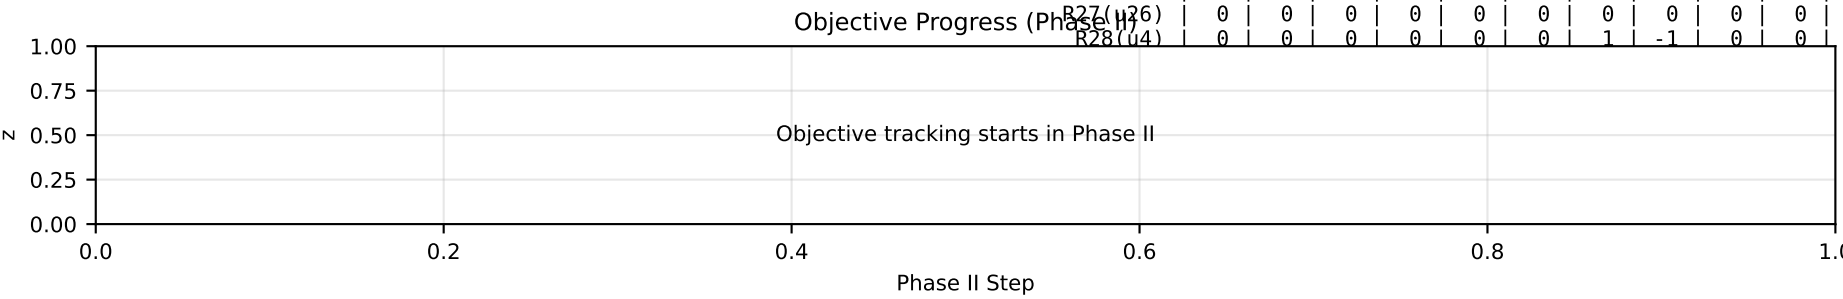 R27(u26) | 0 | 0 | 0 | 0 | 0 | 0 | 0 | 0 | 0 | 0 |
Objective Progress (Phase II)
R28(u4) | 0 | 0 | 0 | 0 | 0 | 0 | 1 | -1 | 0 | 0 |
1.00
0.75
z
0.50
Objective tracking starts in Phase II
0.25
0.00
0.0 0.2 0.4 0.6 0.8 1.0
Phase II Step